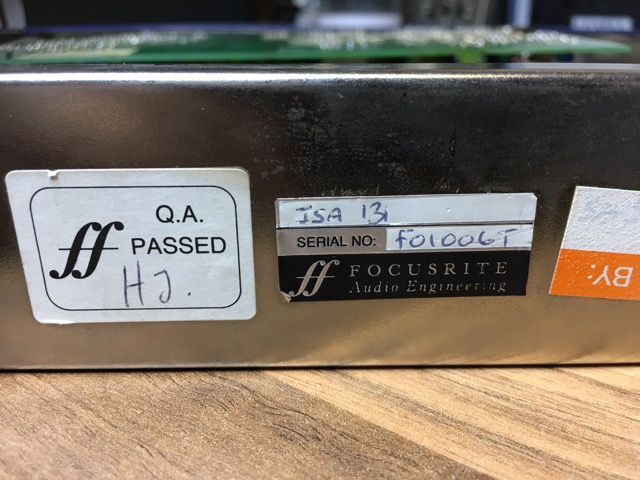 Q.A.
ff PASSED
HJ.
ISA 131
SERIAL NO: F01006T
ff FOCUSRITE
Audio Engineering
BY: